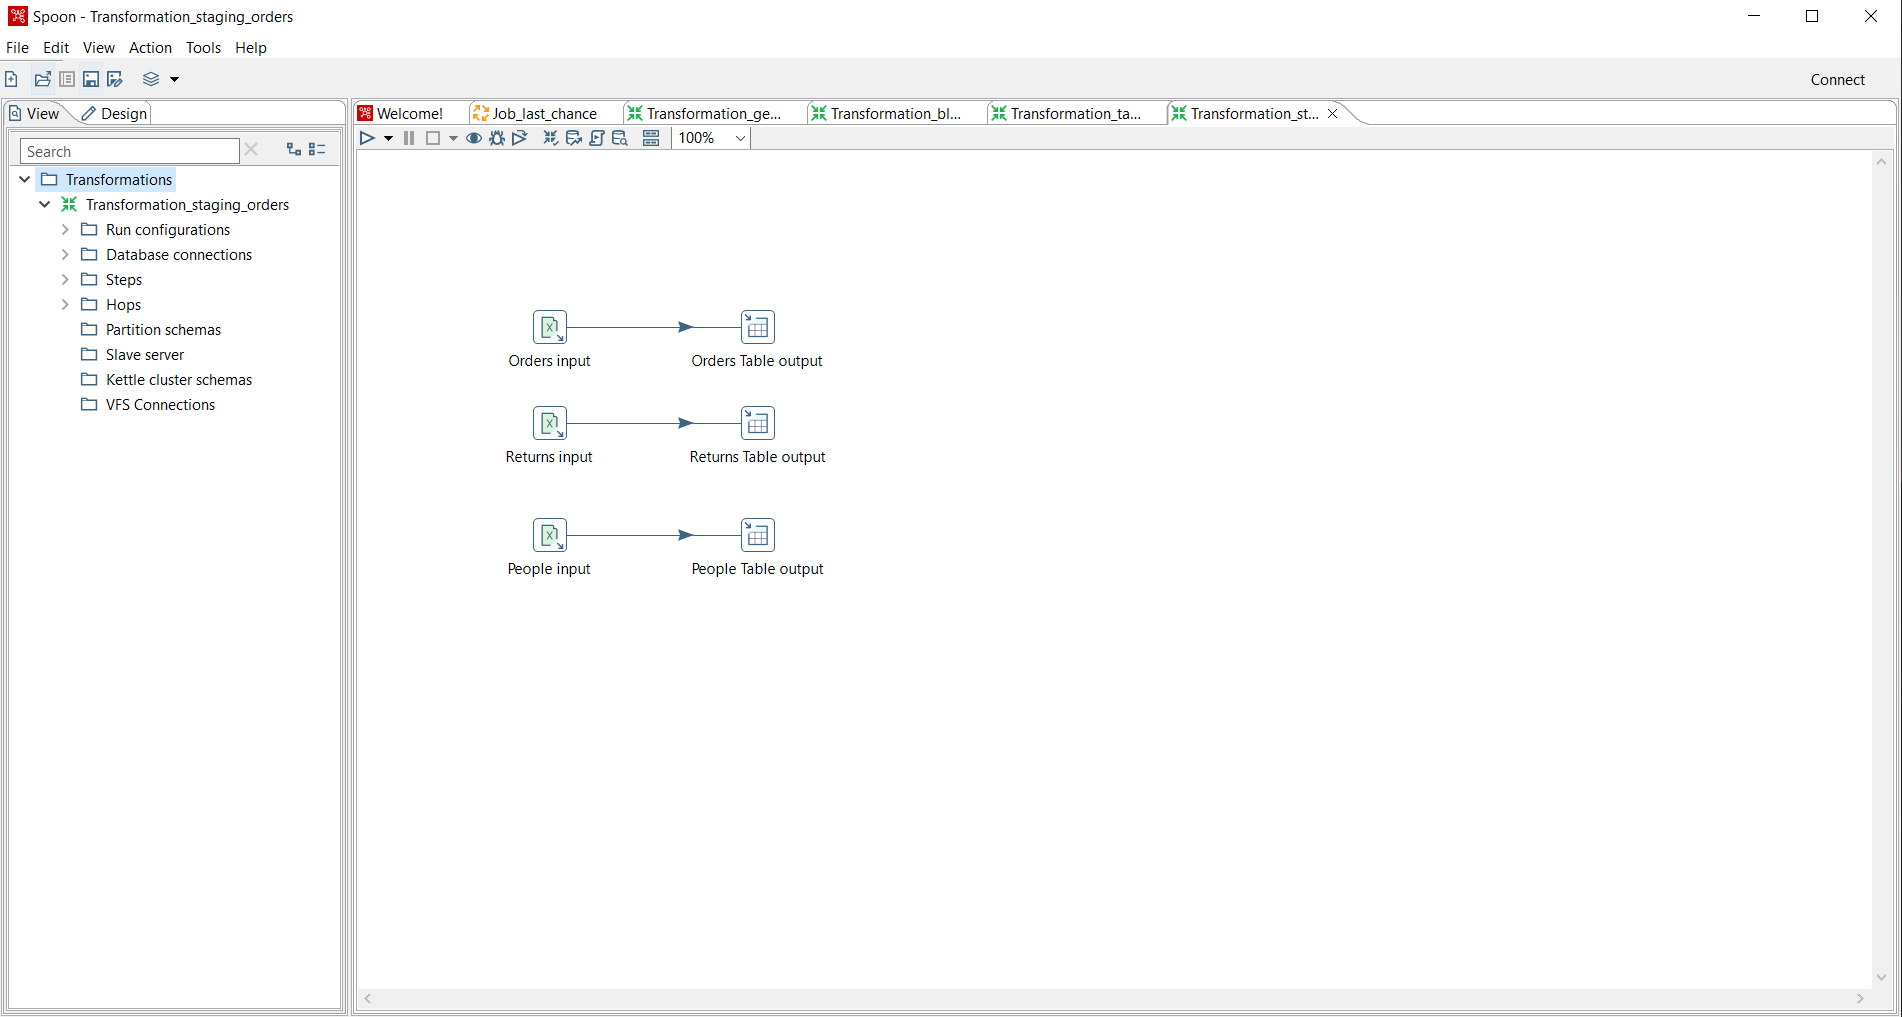 Spoon - Transformation_staging_orders
File Edit View Action Tools Help
Connect
View Design
Welcome! Job_last_chance Transformation_ge... Transformation_bl... Transformation_ta... Transformation_st...
100%
Search
Transformations
Transformation_staging_orders
Run configurations
Database connections
Steps
Hops
Partition schemas
Slave server
Kettle cluster schemas
VFS Connections
Orders input Orders Table output
Returns input Returns Table output
People input People Table output